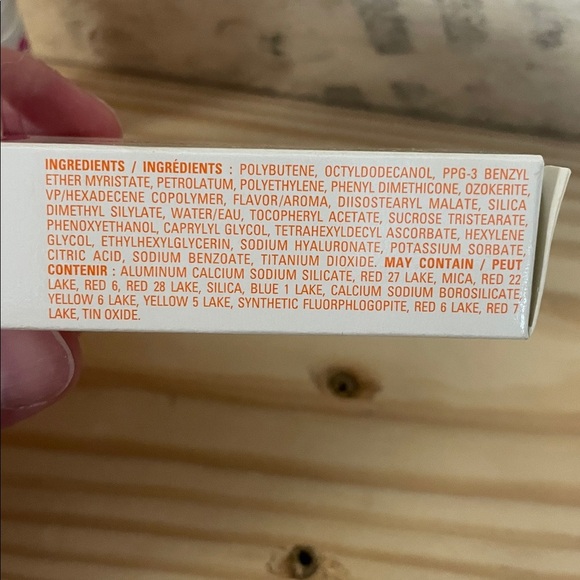 INGREDIENTS / INGRÉDIENTS : POLYBUTENE, OCTYLDODECANOL, PPG-3 BENZYL
ETHER MYRISTATE, PETROLATUM, POLYETHYLENE, PHENYL DIMETHICONE, OZOKERITE,
VP/HEXADECENE COPOLYMER, FLAVOR/AROMA, DIISOSTEARYL MALATE, SILICA
DIMETHYL SILYLATE, WATER/EAU, TOCOPHERYL ACETATE, SUCROSE TRISTEARATE,
PHENOXYETHANOL, CAPRYLYL GLYCOL, TETRAHEXYLDECYL ASCORBATE, HEXYLENE
GLYCOL, ETHYLHEXYLGLYCERIN, SODIUM HYALURONATE, POTASSIUM SORBATE,
CITRIC ACID, SODIUM BENZOATE, TITANIUM DIOXIDE. MAY CONTAIN / PEUT
CONTENIR : ALUMINUM CALCIUM SODIUM SILICATE, RED 27 LAKE, MICA, RED 22
LAKE, RED 6, RED 28 LAKE, SILICA, BLUE 1 LAKE, CALCIUM SODIUM BOROSILICATE,
YELLOW 6 LAKE, YELLOW 5 LAKE, SYNTHETIC FLUORPHLOGOPITE, RED 6 LAKE, RED 7
LAKE, TIN OXIDE.